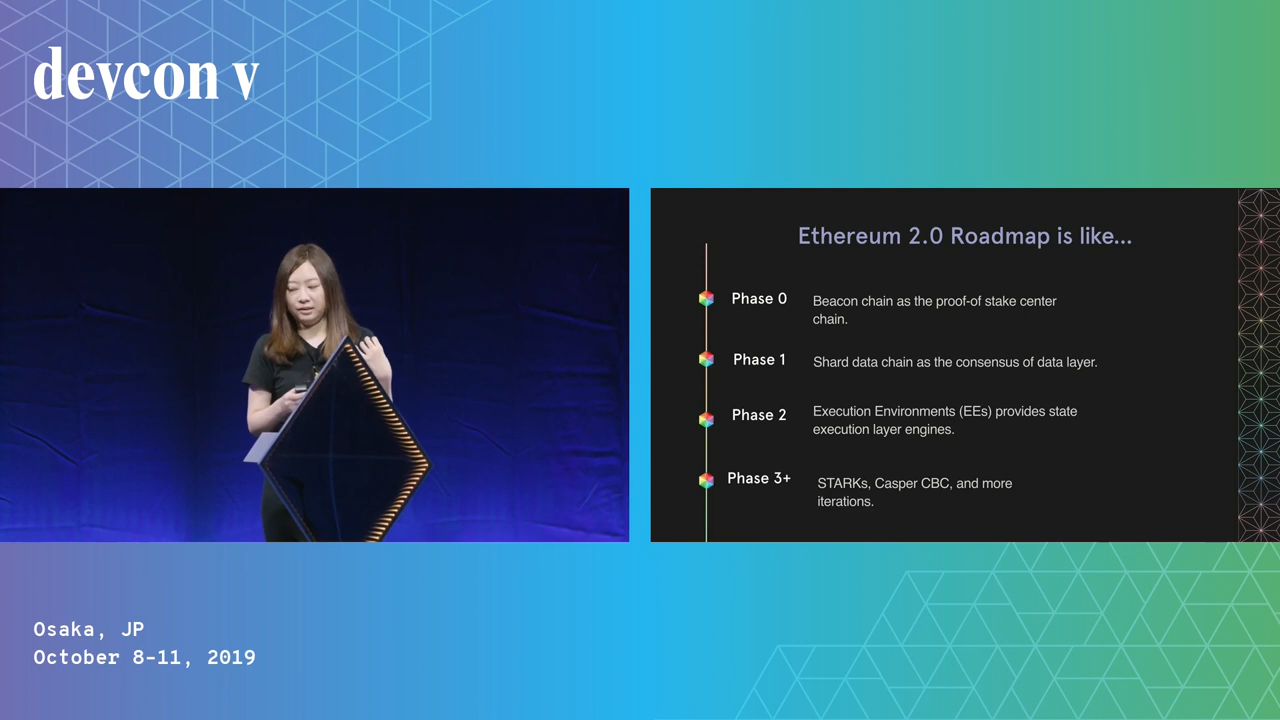 devcon v
Ethereum 2.0 Roadmap is like...
Phase 0
Beacon chain as the proof-of stake center
chain.
Phase 1
Shard data chain as the consensus of data layer.
Phase 2
Execution Environments (EEs) provides state
execution layer engines.
Phase 3+
STARKs, Casper CBC, and more
iterations.
Osaka, JP
October 8-11, 2019